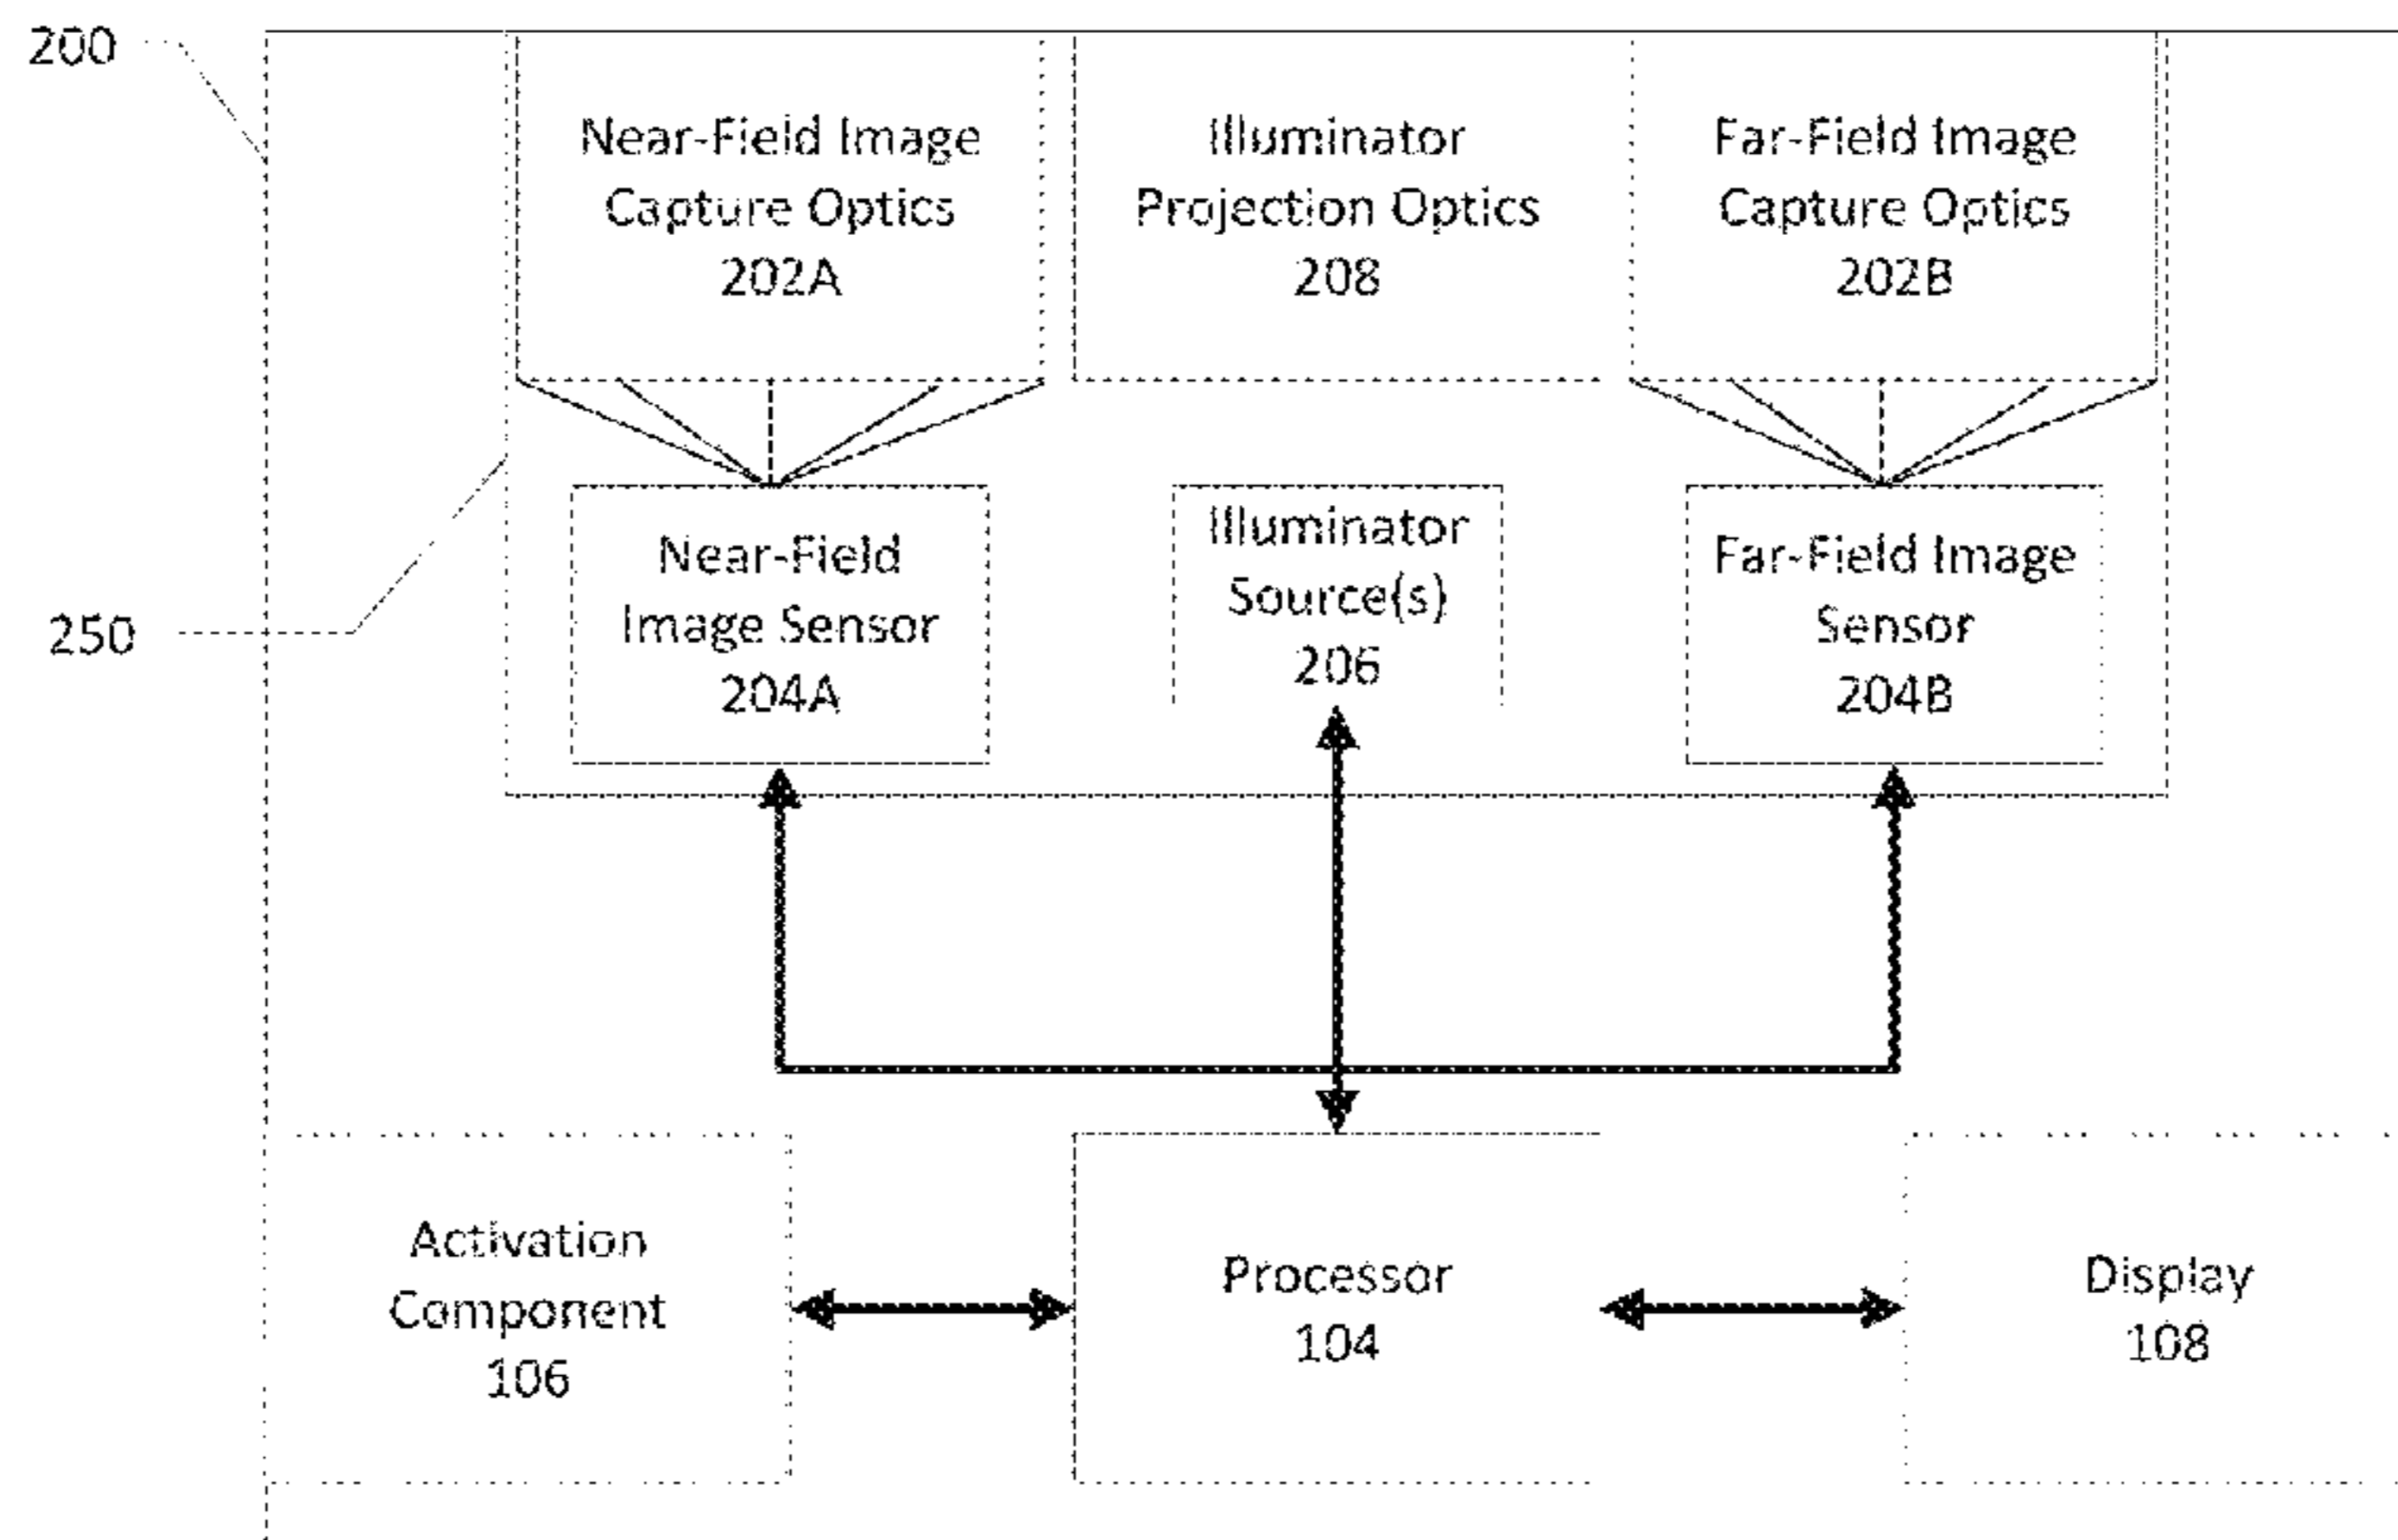 200
Near-Field Image
Capture Optics
202A
Illuminator
Projection Optics
208
Far-Field Image
Capture Optics
202B
250
Near-Field
Image Sensor
204A
Illuminator
Source(s)
206
Far-Field Image
Sensor
204B
Activation
Component
106
Processor
104
Display
108